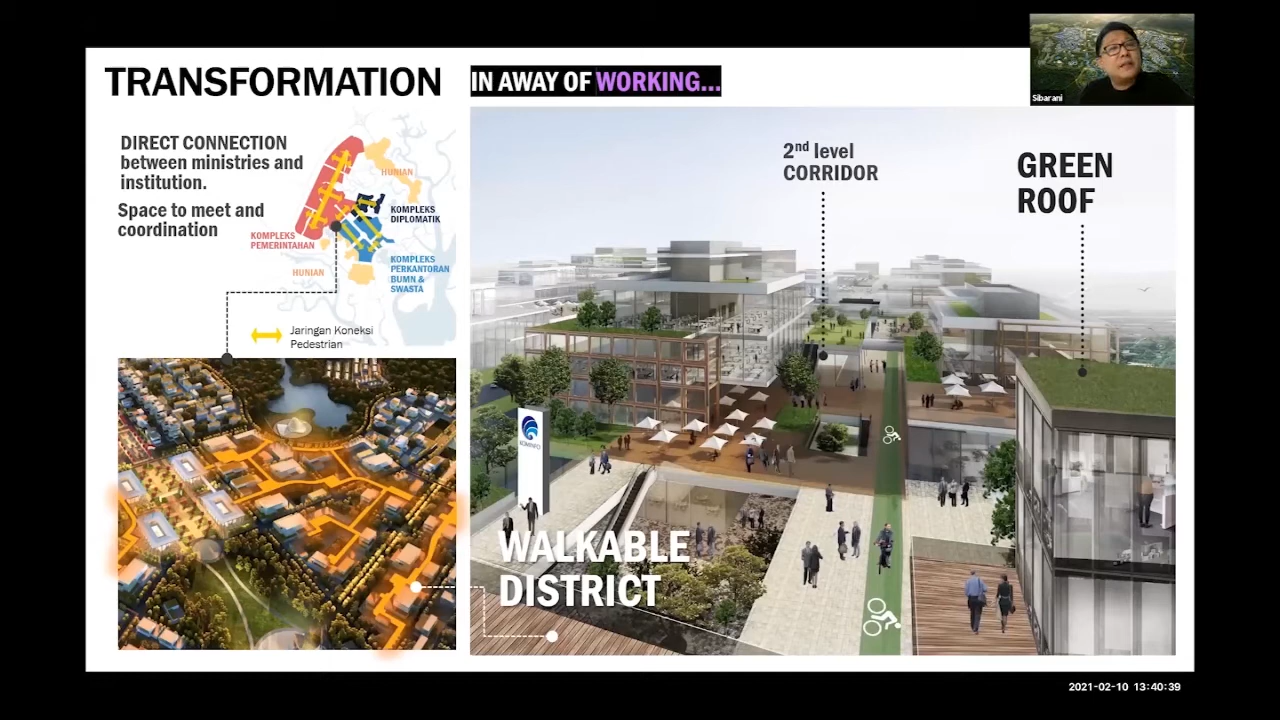 TRANSFORMATION
IN AWAY OF WORKING...
Sibarani
DIRECT CONNECTION
between ministries and
institution.
Space to meet and
coordination
HUNIAN
KOMPLEKS
DIPLOMATIK
KOMPLEKS
PEMERINTAHAN
KOMPLEKS
PERKANTORAN
BUMN &
SWASTA
HUNIAN
Jaringan Koneksi
Pedestrian
2nd level
CORRIDOR
GREEN
ROOF
KOMINFO
WALKABLE
DISTRICT
2021-02-10 13:40:39